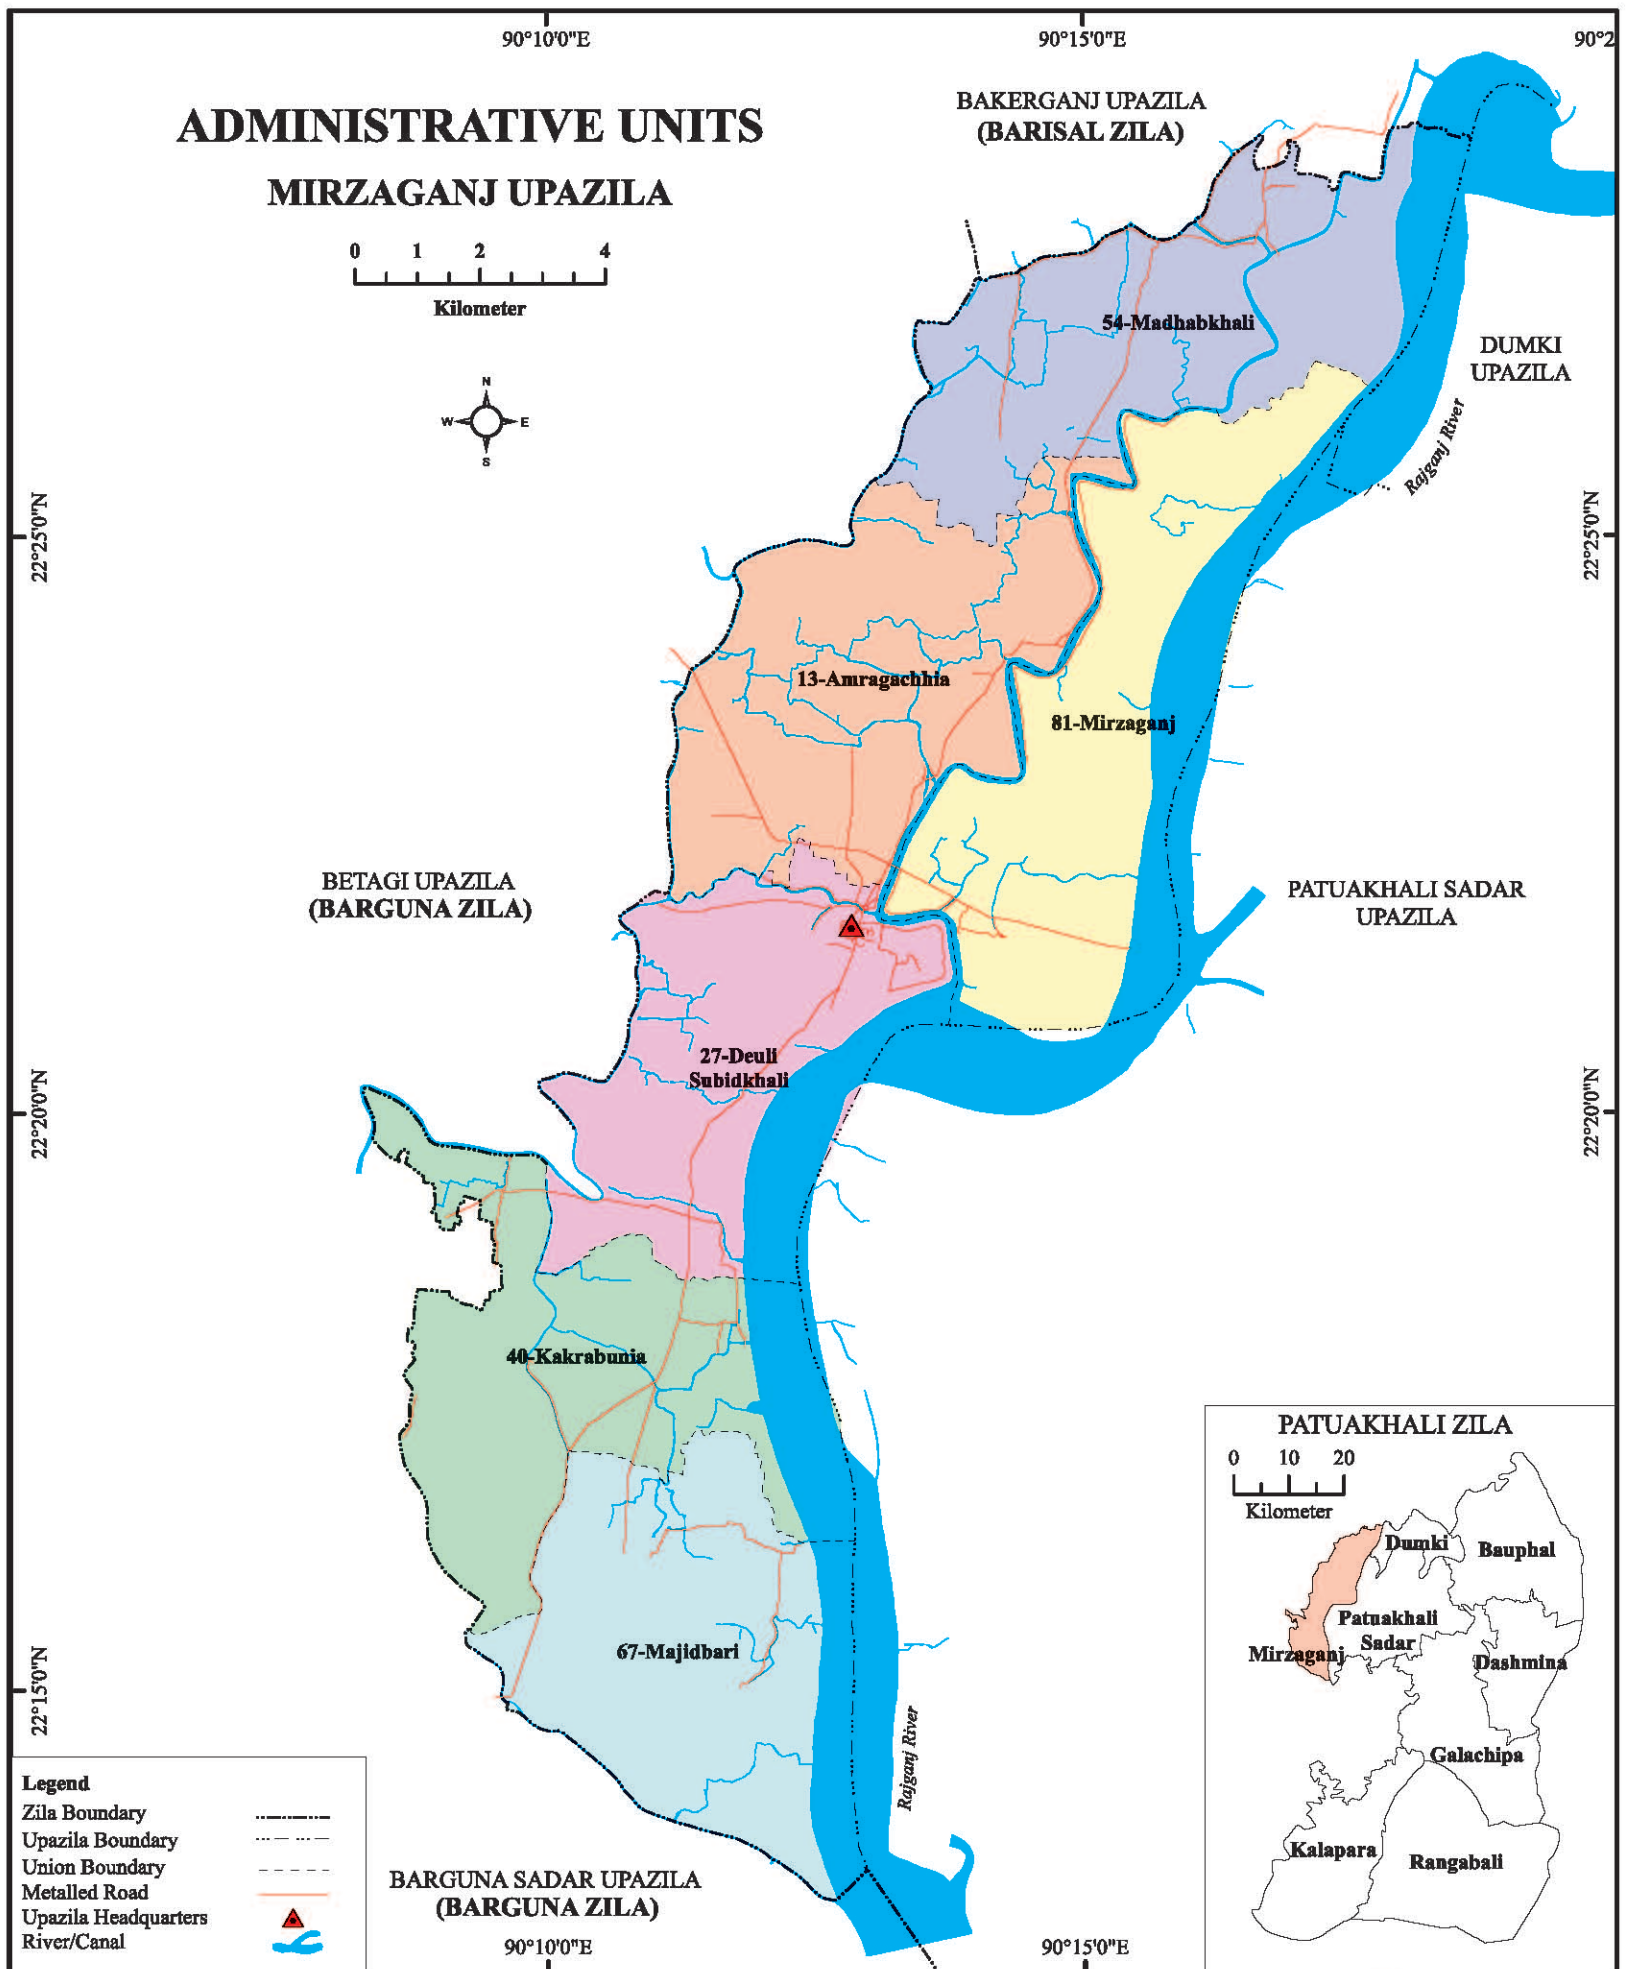 90°10'0"E
90°15'0"E
90°2
ADMINISTRATIVE UNITS
MIRZAGANJ UPAZILA
0 1 2 4
Kilometer
N
W E
S
BAKERGANJ UPAZILA
(BARISAL ZILA)
54-Madhabkhali
DUMKI
UPAZILA
Rajganj River
22°25'0"N
22°25'0"N
13-Amragachhia
81-Mirzaganj
BETAGI UPAZILA
(BARGUNA ZILA)
PATUAKHALI SADAR
UPAZILA
27-Deuli
Subidkhali
22°20'0"N
22°20'0"N
40-Kakrabunia
67-Majidbari
22°15'0"N
Rajganj River
BARGUNA SADAR UPAZILA
(BARGUNA ZILA)
90°10'0"E
90°15'0"E
Legend
Zila Boundary
Upazila Boundary
Union Boundary
Metalled Road
Upazila Headquarters
River/Canal
PATUAKHALI ZILA
0 10 20
Kilometer
Dumki
Bauphal
Patuakhali
Sadar
Mirzaganj
Dashmina
Galachipa
Kalapara
Rangabali